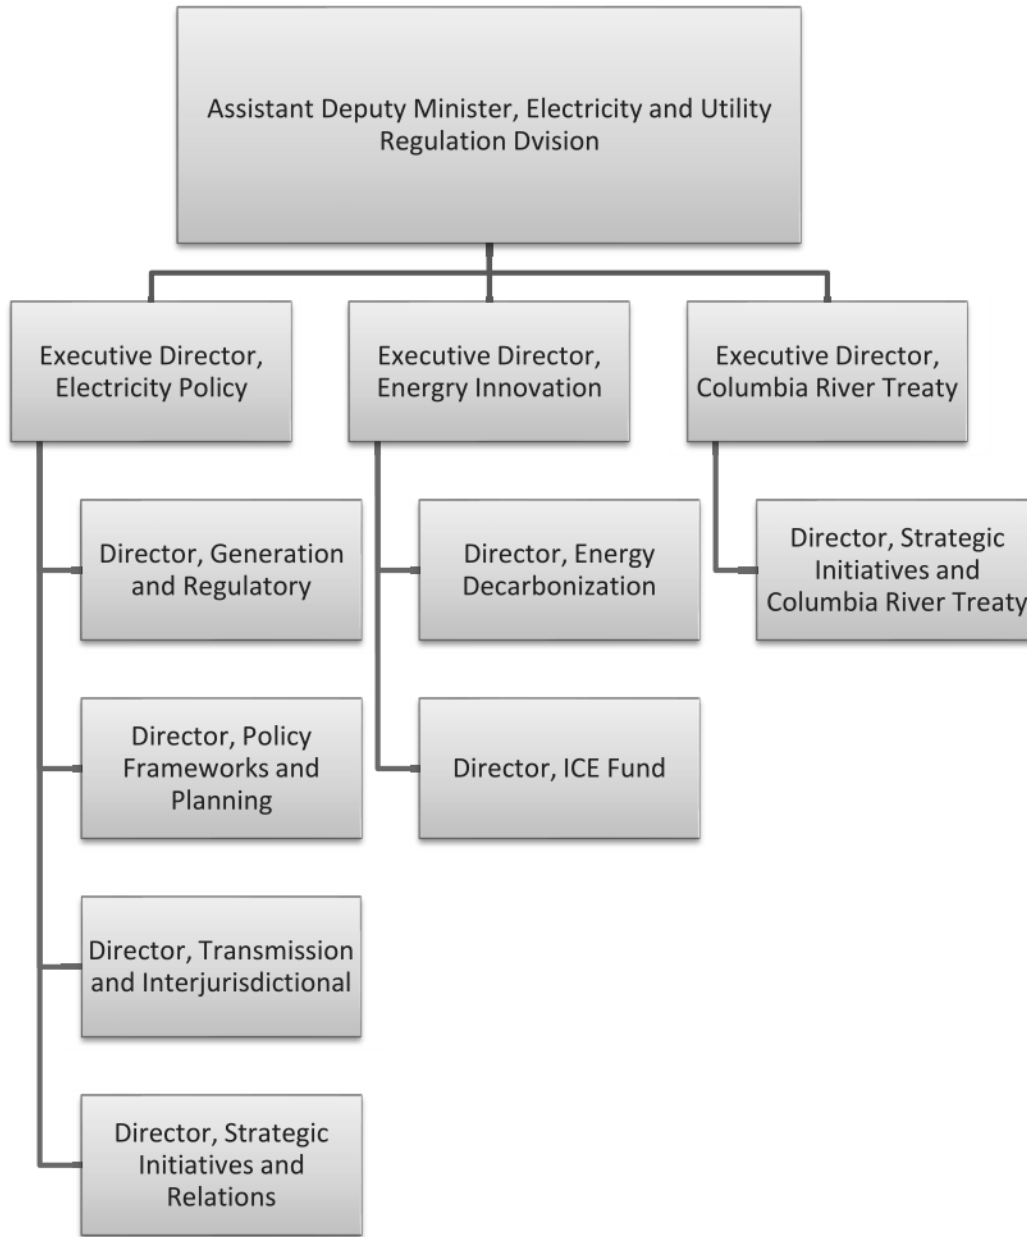 Assistant Deputy Minister, Electricity and Utility
Regulation Dvision
Executive Director,
Electricity Policy
Executive Director,
Energry Innovation
Executive Director,
Columbia River Treaty
Director, Generation
and Regulatory
Director, Energy
Decarbonization
Director, Strategic
Initiatives and
Columbia River Treaty
Director, Policy
Frameworks and
Planning
Director, ICE Fund
Director, Transmission
and Interjurisdictional
Director, Strategic
Initiatives and
Relations